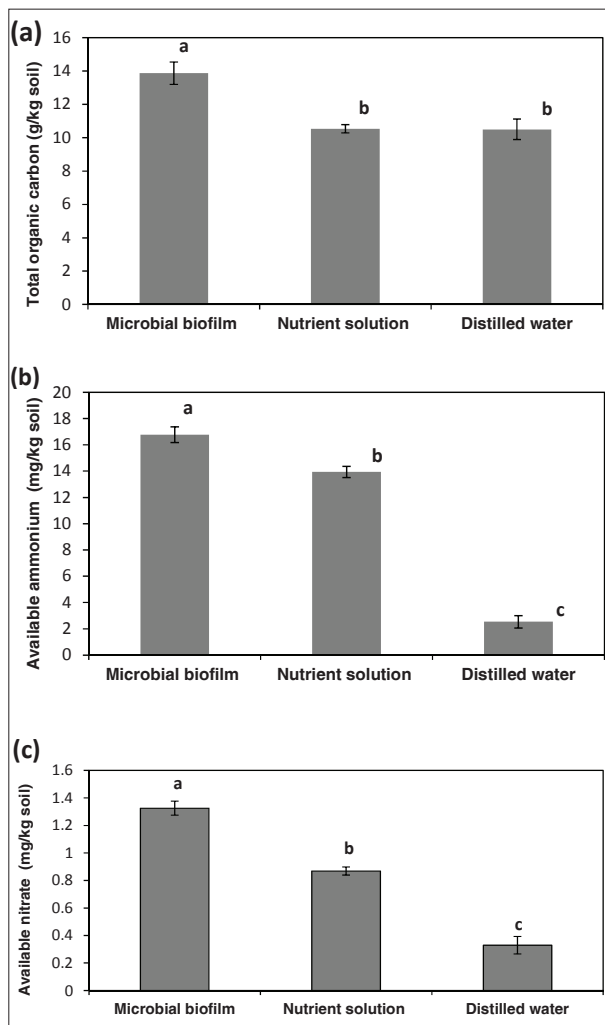 (a)
Total organic carbon (g/kg soil)
16
14
12
10
8
6
4
2
0
a
b
b
Microbial biofilm Nutrient solution Distilled water
(b)
Available ammonium (mg/kg soil)
20
18
16
14
12
10
8
6
4
2
0
a
b
c
Microbial biofilm Nutrient solution Distilled water
(c)
Available nitrate (mg/kg soil)
1.6
1.4
1.2
1
0.8
0.6
0.4
0.2
0
a
b
c
Microbial biofilm Nutrient solution Distilled water